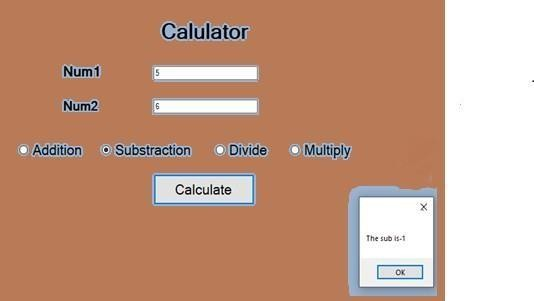 Calulator
Num1 5
Num2 6
Addition Substraction Divide Multiply
Calculate
The sub is-1
OK